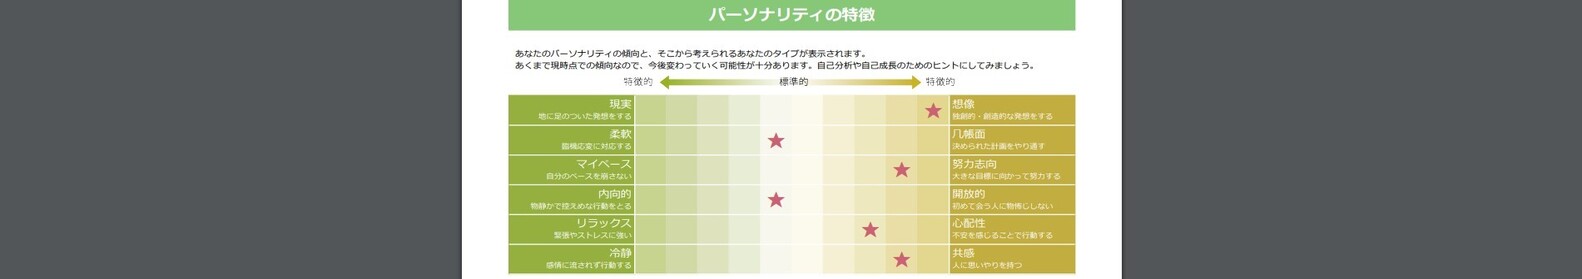 パーソナリティの特徴
あなたのパーソナリティの傾向と、そこから考えられるあなたのタイプが表示されます。
あくまで現時点での傾向なので、今後変わっていく可能性が十分あります。自己分析や自己成長のためのヒントにしてみましょう。
特徴的 標準的 特徴的
現実 想像
地に足のついた発想をする 独創的・創造的な発想をする
柔軟 几帳面
臨機応変に対応する 決められた計画をやり通す
マイペース 努力志向
自分のペースを崩さない 大きな目標に向かって努力する
内向的 開放的
物静かで控えめな行動をとる 初めて会う人に物怖じしない
リラックス 心配性
緊張やストレスに強い 不安を感じることで行動する
冷静 共感
感情に流されず行動する 人に思いやりを持つ